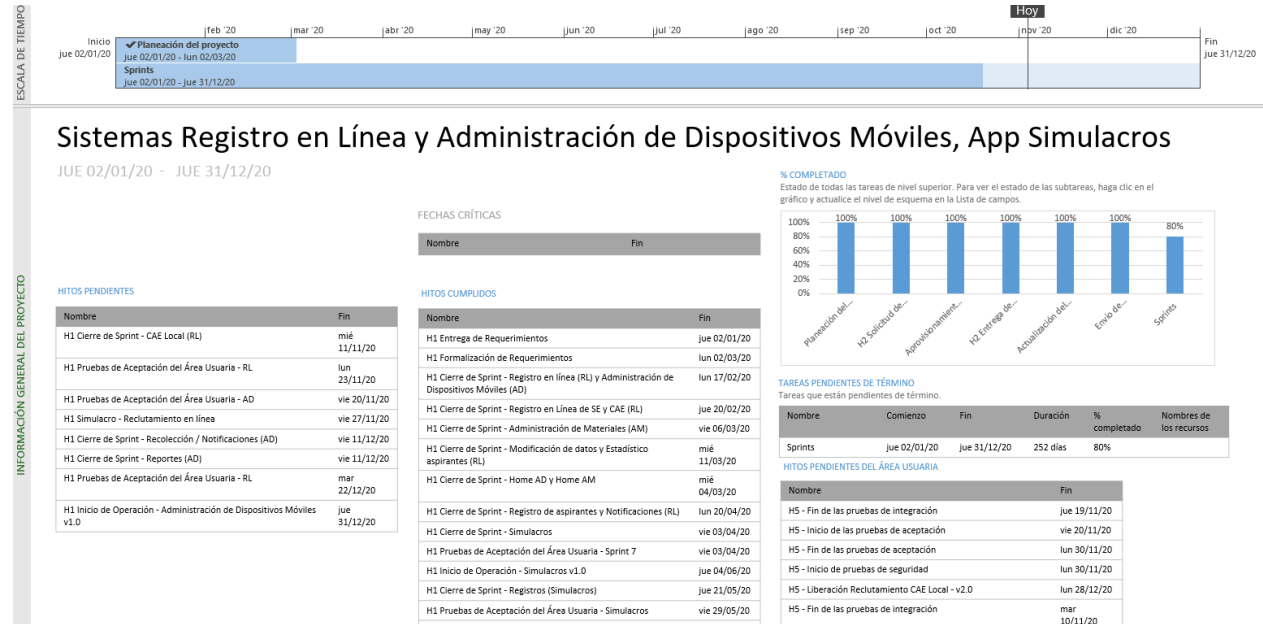 ESCALA DE TIEMPO
Hoy
feb '20 mar '20 abr '20 may '20 jun '20 jul '20 ago '20 sep '20 oct '20 nov '20 dic '20
Inicio
jue 02/01/20
✔ Planeación del proyecto
jue 02/01/20 - lun 02/03/20
Sprints
jue 02/01/20 - jue 31/12/20
Fin
jue 31/12/20
INFORMACIÓN GENERAL DEL PROYECTO
Sistemas Registro en Línea y Administración de Dispositivos Móviles, App Simulacros
JUE 02/01/20 - JUE 31/12/20
HITOS PENDIENTES
Nombre Fin
H1 Cierre de Sprint - CAE Local (RL) mié
11/11/20
H1 Pruebas de Aceptación del Área Usuaria - RL lun
23/11/20
H1 Pruebas de Aceptación del Área Usuaria - AD vie 20/11/20
H1 Simulacro - Reclutamiento en línea vie 27/11/20
H1 Cierre de Sprint - Recolección / Notificaciones (AD) vie 11/12/20
H1 Cierre de Sprint - Reportes (AD) vie 11/12/20
H1 Pruebas de Aceptación del Área Usuaria - RL mar
22/12/20
H1 Inicio de Operación - Administración de Dispositivos Móviles jue
v1.0 31/12/20
FECHAS CRÍTICAS
Nombre Fin
HITOS CUMPLIDOS
Nombre Fin
H1 Entrega de Requerimientos jue 02/01/20
H1 Formalización de Requerimientos lun 02/03/20
H1 Cierre de Sprint - Registro en línea (RL) y Administración de lun 17/02/20
Dispositivos Móviles (AD)
H1 Cierre de Sprint - Registro en Línea de SE y CAE (RL) jue 20/02/20
H1 Cierre de Sprint - Administración de Materiales (AM) vie 06/03/20
H1 Cierre de Sprint - Modificación de datos y Estadístico mié
aspirantes (RL) 11/03/20
H1 Cierre de Sprint - Home AD y Home AM mié
04/03/20
H1 Cierre de Sprint - Registro de aspirantes y Notificaciones (RL) lun 20/04/20
H1 Cierre de Sprint - Simulacros vie 03/04/20
H1 Pruebas de Aceptación del Área Usuaria - Sprint 7 vie 03/04/20
H1 Inicio de Operación - Simulacros v1.0 jue 04/06/20
H1 Cierre de Sprint - Registros (Simulacros) jue 21/05/20
H1 Pruebas de Aceptación del Área Usuaria - Simulacros vie 29/05/20
% COMPLETADO
Estado de todas las tareas de nivel superior. Para ver el estado de las subtareas, haga clic en el
gráfico y actualice el nivel de esquema en la Lista de campos.
100% 100% 100% 100% 100% 100% 80%
100%
80%
60%
40%
20%
0%
Planeación del...
H2 Solicitud de...
Aprovisionamient...
H2 Entrega de...
Actualización del...
Envío de...
Sprints
TAREAS PENDIENTES DE TÉRMINO
Tareas que están pendientes de término.
Nombre Comienzo Fin Duración % Nombres de
completado los recursos
Sprints jue 02/01/20 jue 31/12/20 252 días 80%
HITOS PENDIENTES DEL ÁREA USUARIA
Nombre Fin
H5 - Fin de las pruebas de integración jue 19/11/20
H5 - Inicio de las pruebas de aceptación vie 20/11/20
H5 - Fin de las pruebas de aceptación lun 30/11/20
H5 - Inicio de pruebas de seguridad lun 30/11/20
H5 - Liberación Reclutamiento CAE Local - v2.0 lun 28/12/20
H5 - Fin de las pruebas de integración mar
10/11/20